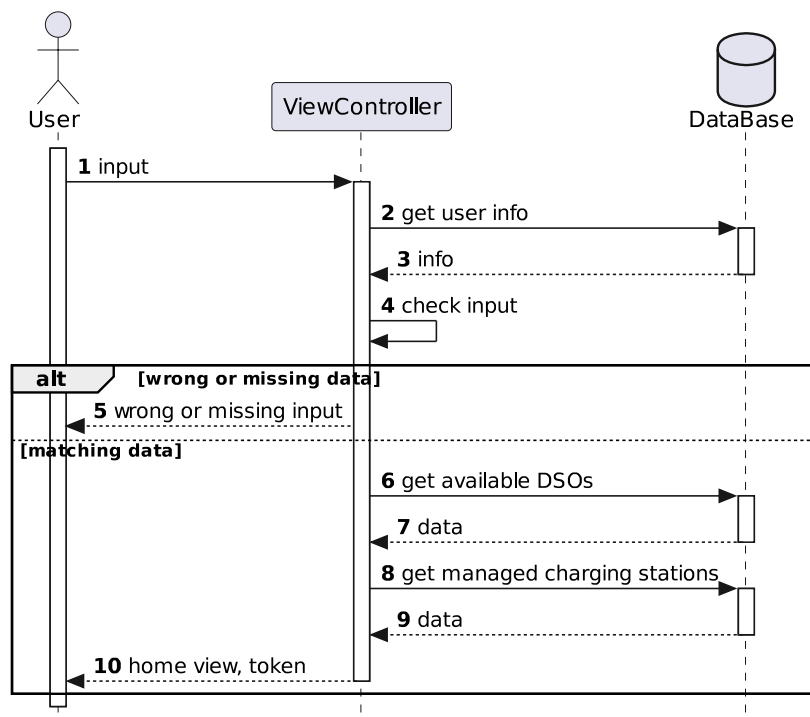 User
ViewController
DataBase
1 input
2 get user info
3 info
4 check input
alt [wrong or missing data]
5 wrong or missing input
[matching data]
6 get available DSOs
7 data
8 get managed charging stations
9 data
10 home view, token